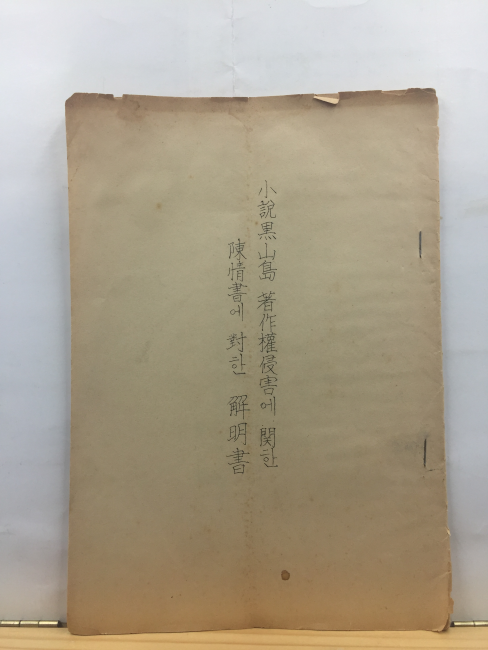 小說黑山島 著作權侵害에 関한
陳情書에 對한 解明書